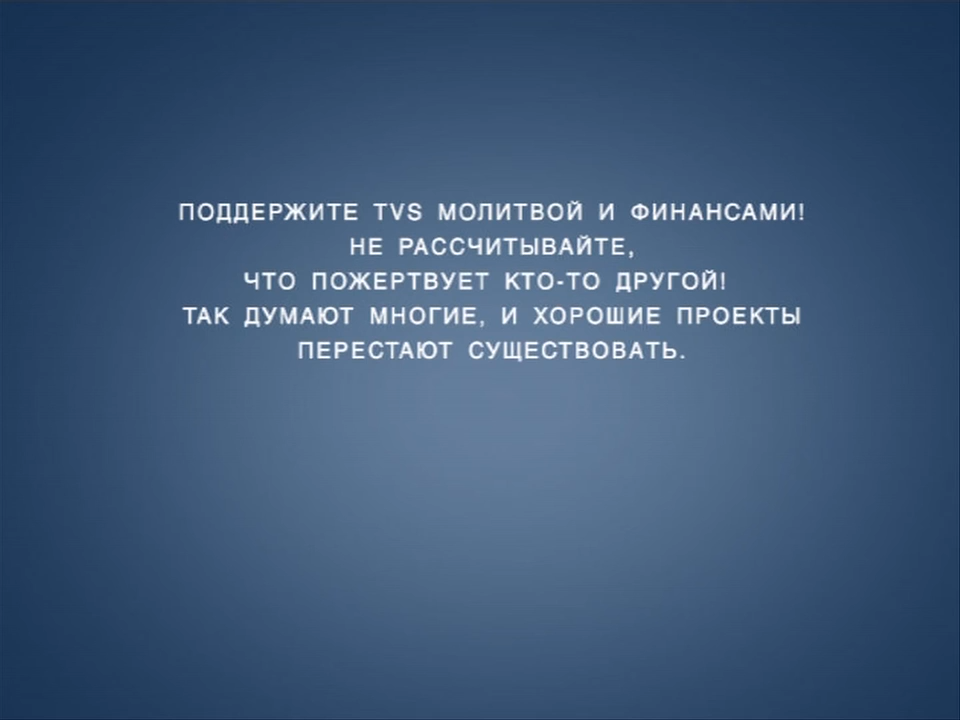 ПОДДЕРЖИТЕ TVS МОЛИТВОЙ И ФИНАНСАМИ!
НЕ РАССЧИТЫВАЙТЕ,
ЧТО ПОЖЕРТВУЕТ КТО-ТО ДРУГОЙ!
ТАК ДУМАЮТ МНОГИЕ, И ХОРОШИЕ ПРОЕКТЫ
ПЕРЕСТАЮТ СУЩЕСТВОВАТЬ.